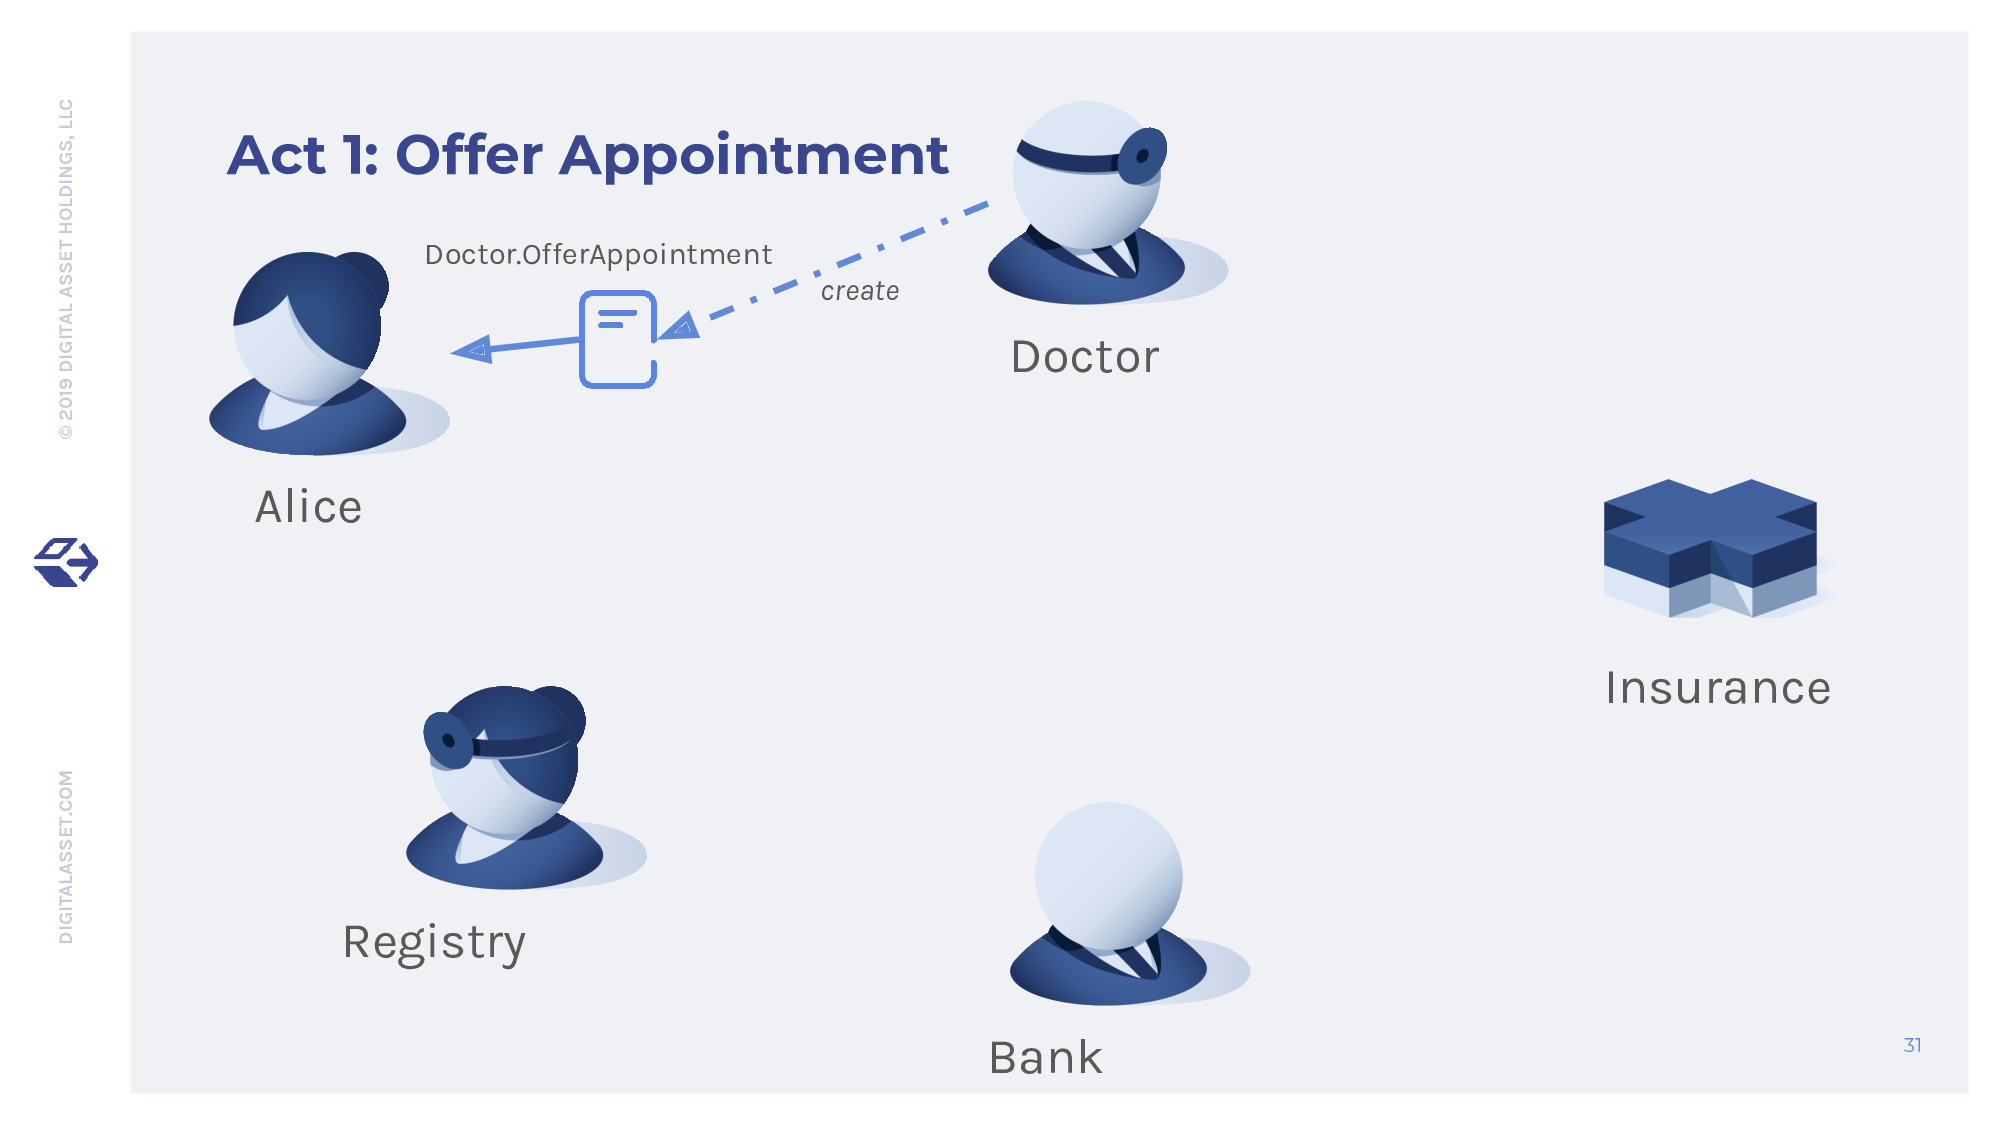 © 2019 DIGITAL ASSET HOLDINGS, LLC
DIGITALASSET.COM
Act 1: Offer Appointment
Doctor.OfferAppointment
create
Doctor
Alice
Insurance
Registry
Bank
31